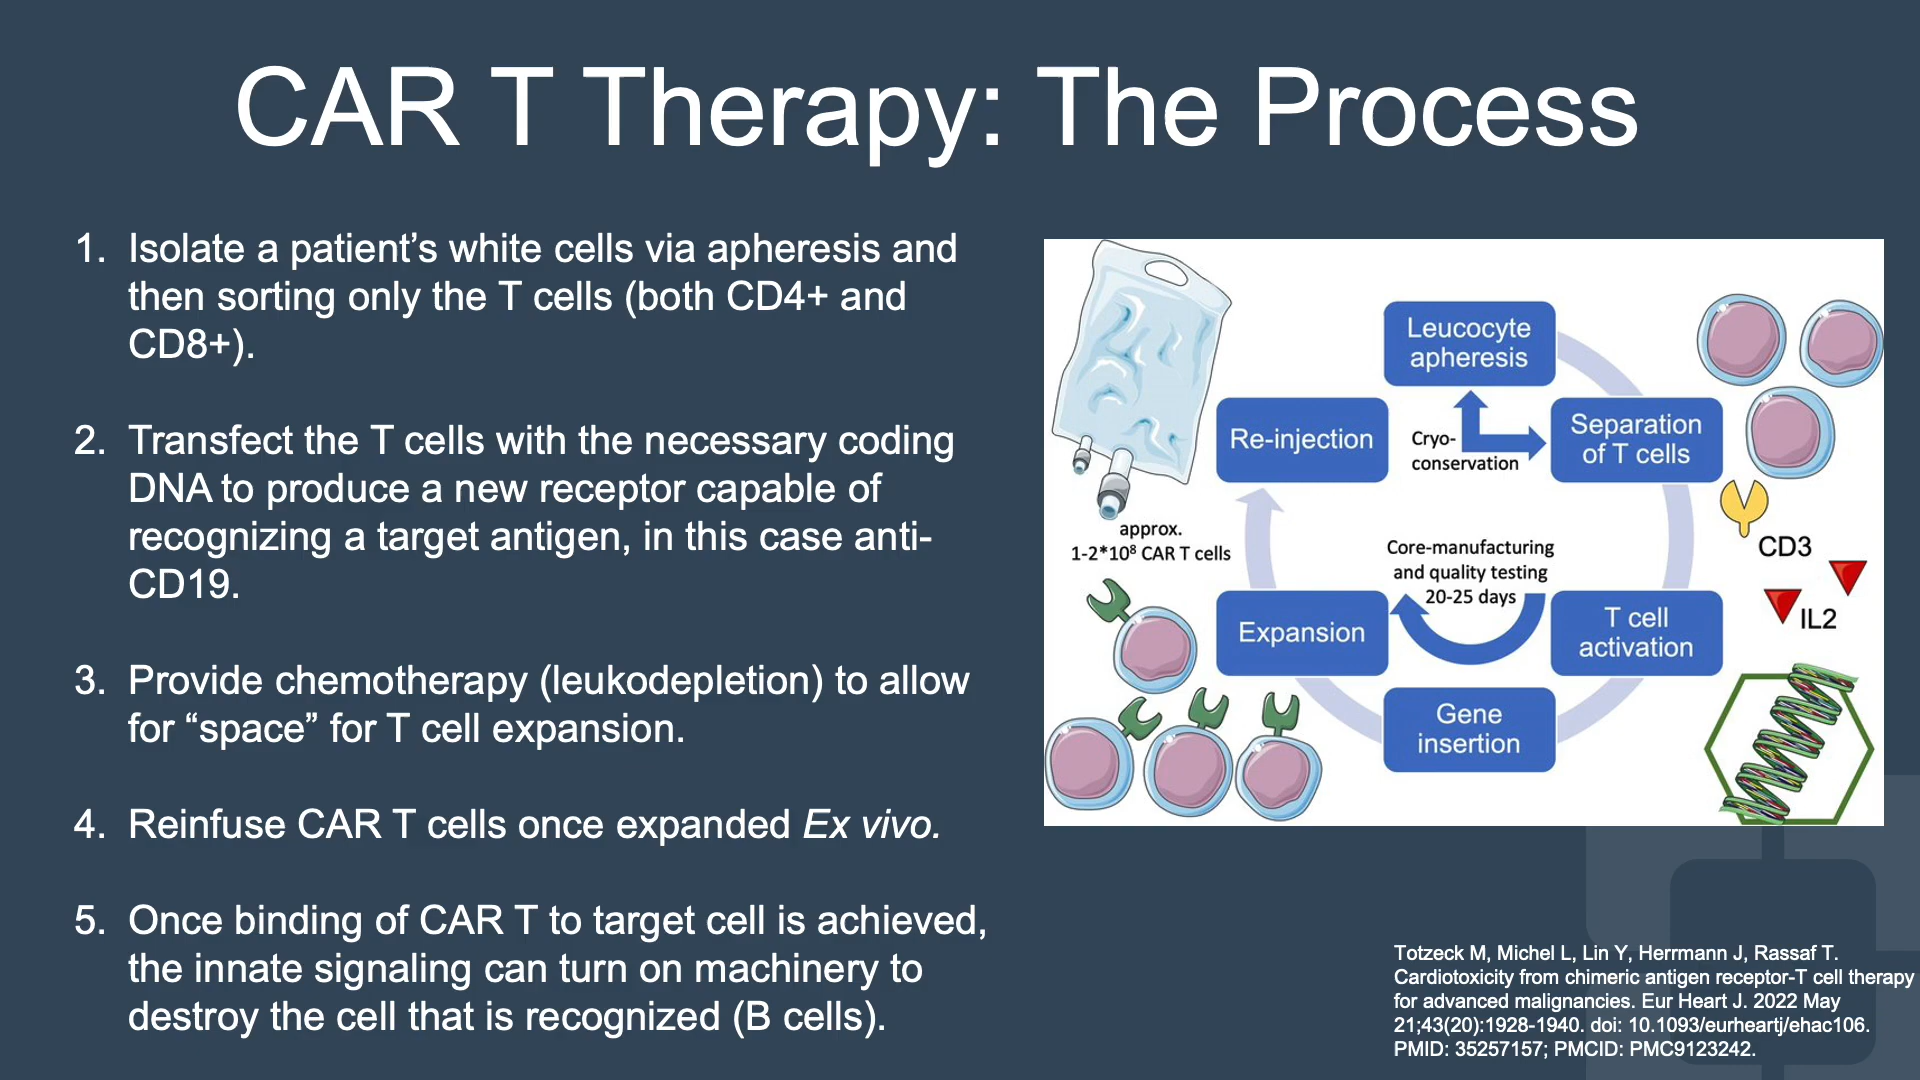 CAR T Therapy: The Process
1. Isolate a patient’s white cells via apheresis and
then sorting only the T cells (both CD4+ and
CD8+).
2. Transfect the T cells with the necessary coding
DNA to produce a new receptor capable of
recognizing a target antigen, in this case anti-
CD19.
3. Provide chemotherapy (leukodepletion) to allow
for “space” for T cell expansion.
4. Reinfuse CAR T cells once expanded Ex vivo.
5. Once binding of CAR T to target cell is achieved,
the innate signaling can turn on machinery to
destroy the cell that is recognized (B cells).
Leucocyte
apheresis
Re-injection
Cryo-
conservation
Separation
of T cells
approx.
1-2*10⁸ CAR T cells
CD3
IL2
Core-manufacturing
and quality testing
20-25 days
Expansion
T cell
activation
Gene
insertion
Totzeck M, Michel L, Lin Y, Herrmann J, Rassaf T.
Cardiotoxicity from chimeric antigen receptor-T cell therapy
for advanced malignancies. Eur Heart J. 2022 May
21;43(20):1928-1940. doi: 10.1093/eurheartj/ehac106.
PMID: 35257157; PMCID: PMC9123242.